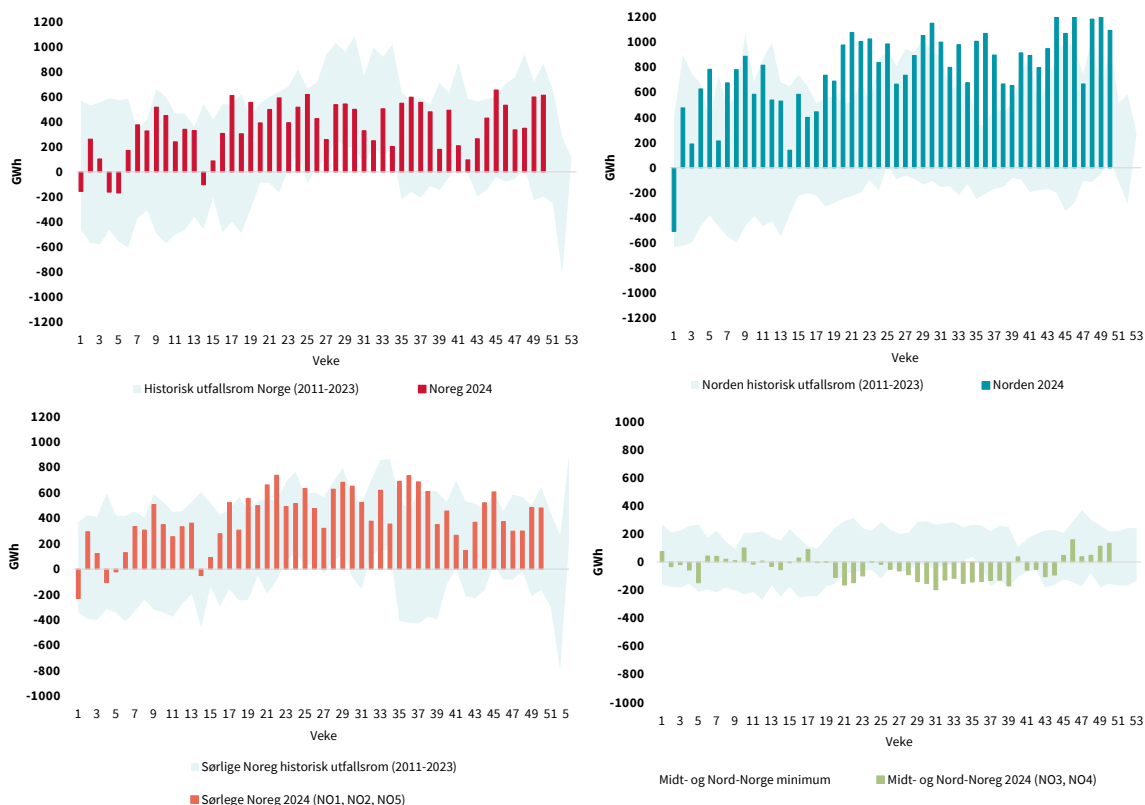 1200
1000
800
600
400
200
0
-200
-400
-600
-800
-1000
-1200
GWh
1 3 5 7 9 11 13 15 17 19 21 23 25 27 29 31 33 35 37 39 41 43 45 47 49 51 53
Veke
Historisk utfallsrom Norge (2011-2023) Noreg 2024
1200
1000
800
600
400
200
0
-200
-400
-600
-800
-1000
-1200
GWh
1 3 5 7 9 11 13 15 17 19 21 23 25 27 29 31 33 35 37 39 41 43 45 47 49 51 53
Veke
Norden historisk utfallsrom (2011-2023) Norden 2024
1200
1000
800
600
400
200
0
-200
-400
-600
-800
-1000
GWh
1 3 5 7 9 11 13 15 17 19 21 23 25 27 29 31 33 35 37 39 41 43 45 47 49 51 5
Veke
Sørlige Noreg historisk utfallsrom (2011-2023)
Sørlege Noreg 2024 (NO1, NO2, NO5)
1000
800
600
400
200
0
-200
-400
-600
-800
-1000
GWh
1 3 5 7 9 11 13 15 17 19 21 23 25 27 29 31 33 35 37 39 41 43 45 47 49 51 53
Veke
Midt- og Nord-Norge minimum Midt- og Nord-Noreg 2024 (NO3, NO4)